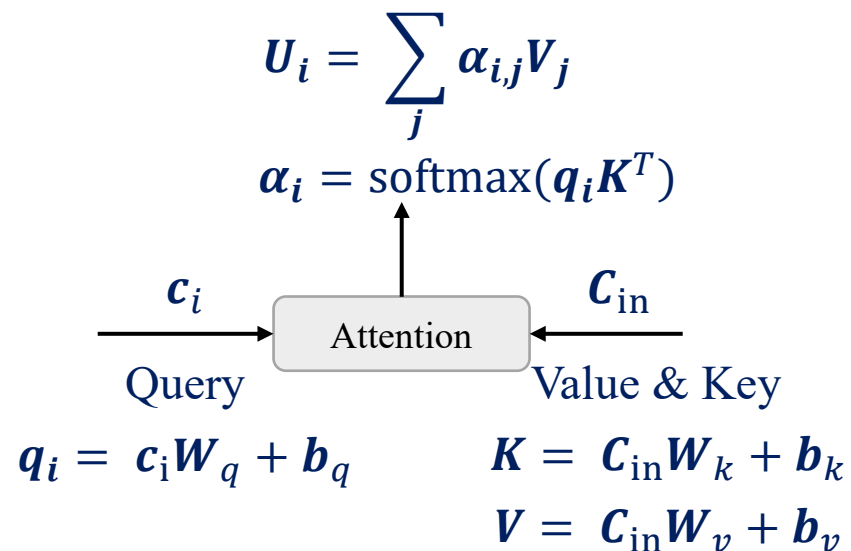 U_i = ∑_j α_{i,j} V_j
α_i = softmax(q_i K^T)
c_i
C_in
Attention
Query
Value & Key
q_i = c_i W_q + b_q
K = C_in W_k + b_k
V = C_in W_v + b_v